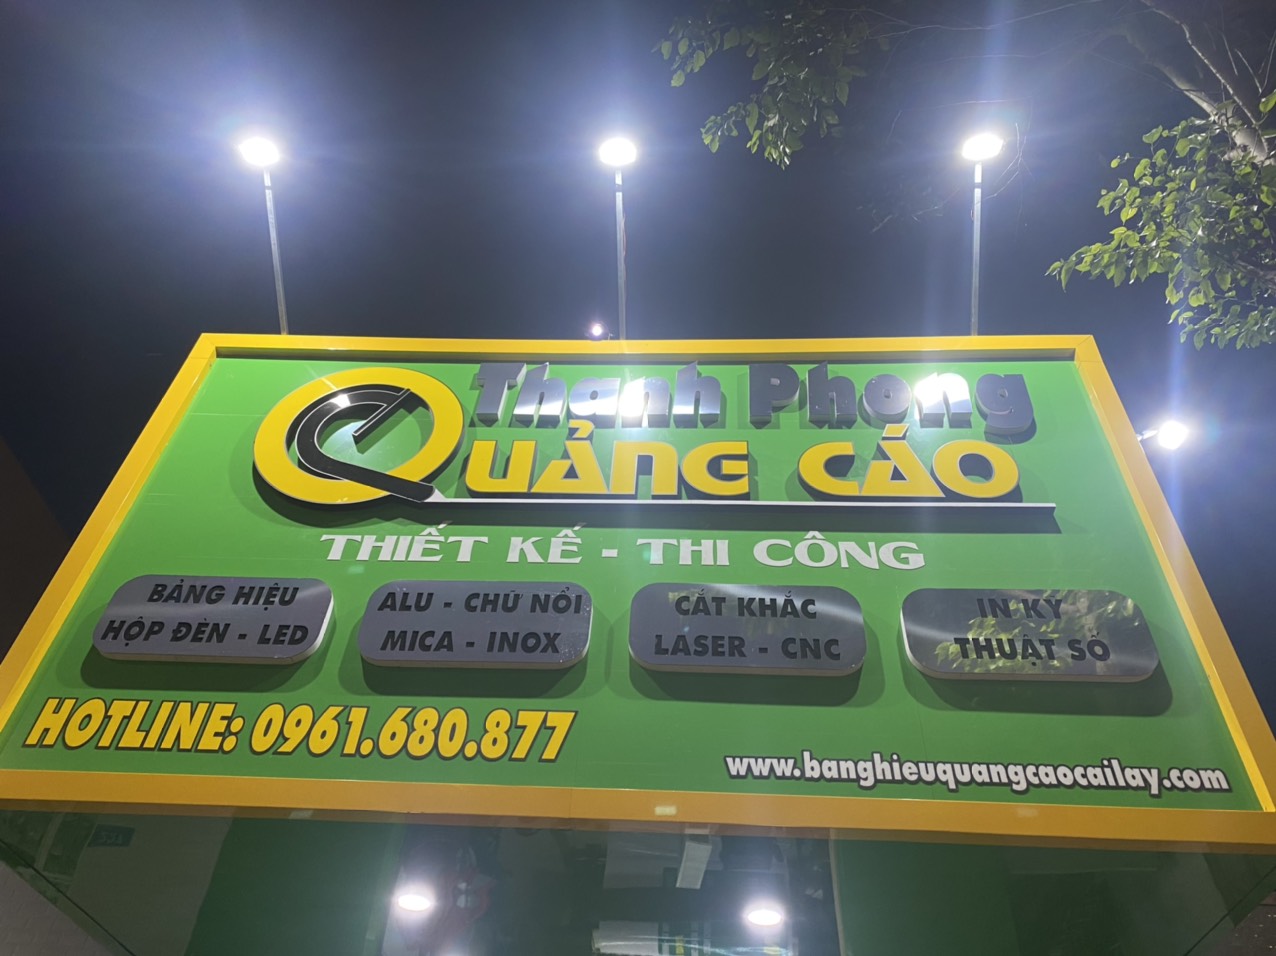 Thanh Phong
QUẢNG CÁO
THIẾT KẾ - THI CÔNG
BẢNG HIỆU
HỘP ĐÈN - LED
ALU - CHỮ NỔI
MICA - INOX
CẮT KHẮC
LASER - CNC
IN KỸ
THUẬT SỐ
HOTLINE: 0961.680.877
www.banghieuquangcaocailay.com